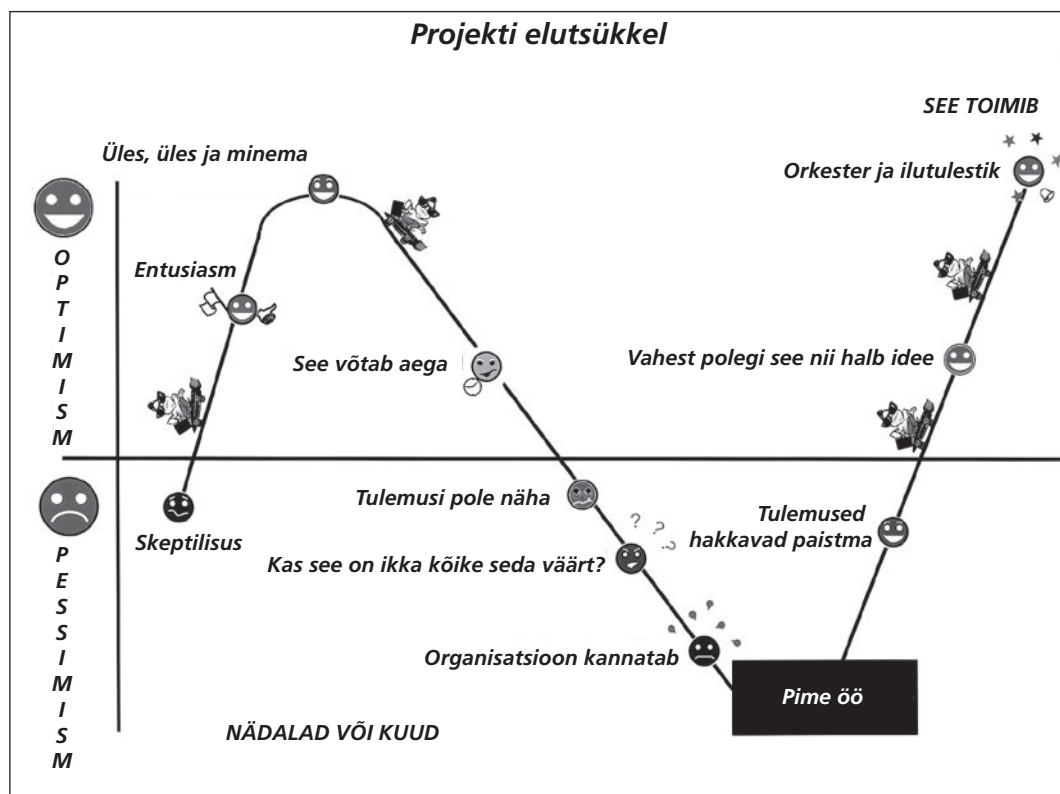 Projekti elutsükkel
SEE TOIMIB
Üles, üles ja minema
Orkester ja ilutulestik
OPTIMISM
Entusiasm
See võtab aega
Vahest polegi see nii halb idee
PESSIMISM
Skeptilisus
Tulemusi pole näha
? ? ?
Tulemused
hakkavad paistma
Kas see on ikka kõike seda väärt?
Organisatsioon kannatab
Pime öö
NÄDALAD VÕI KUUD